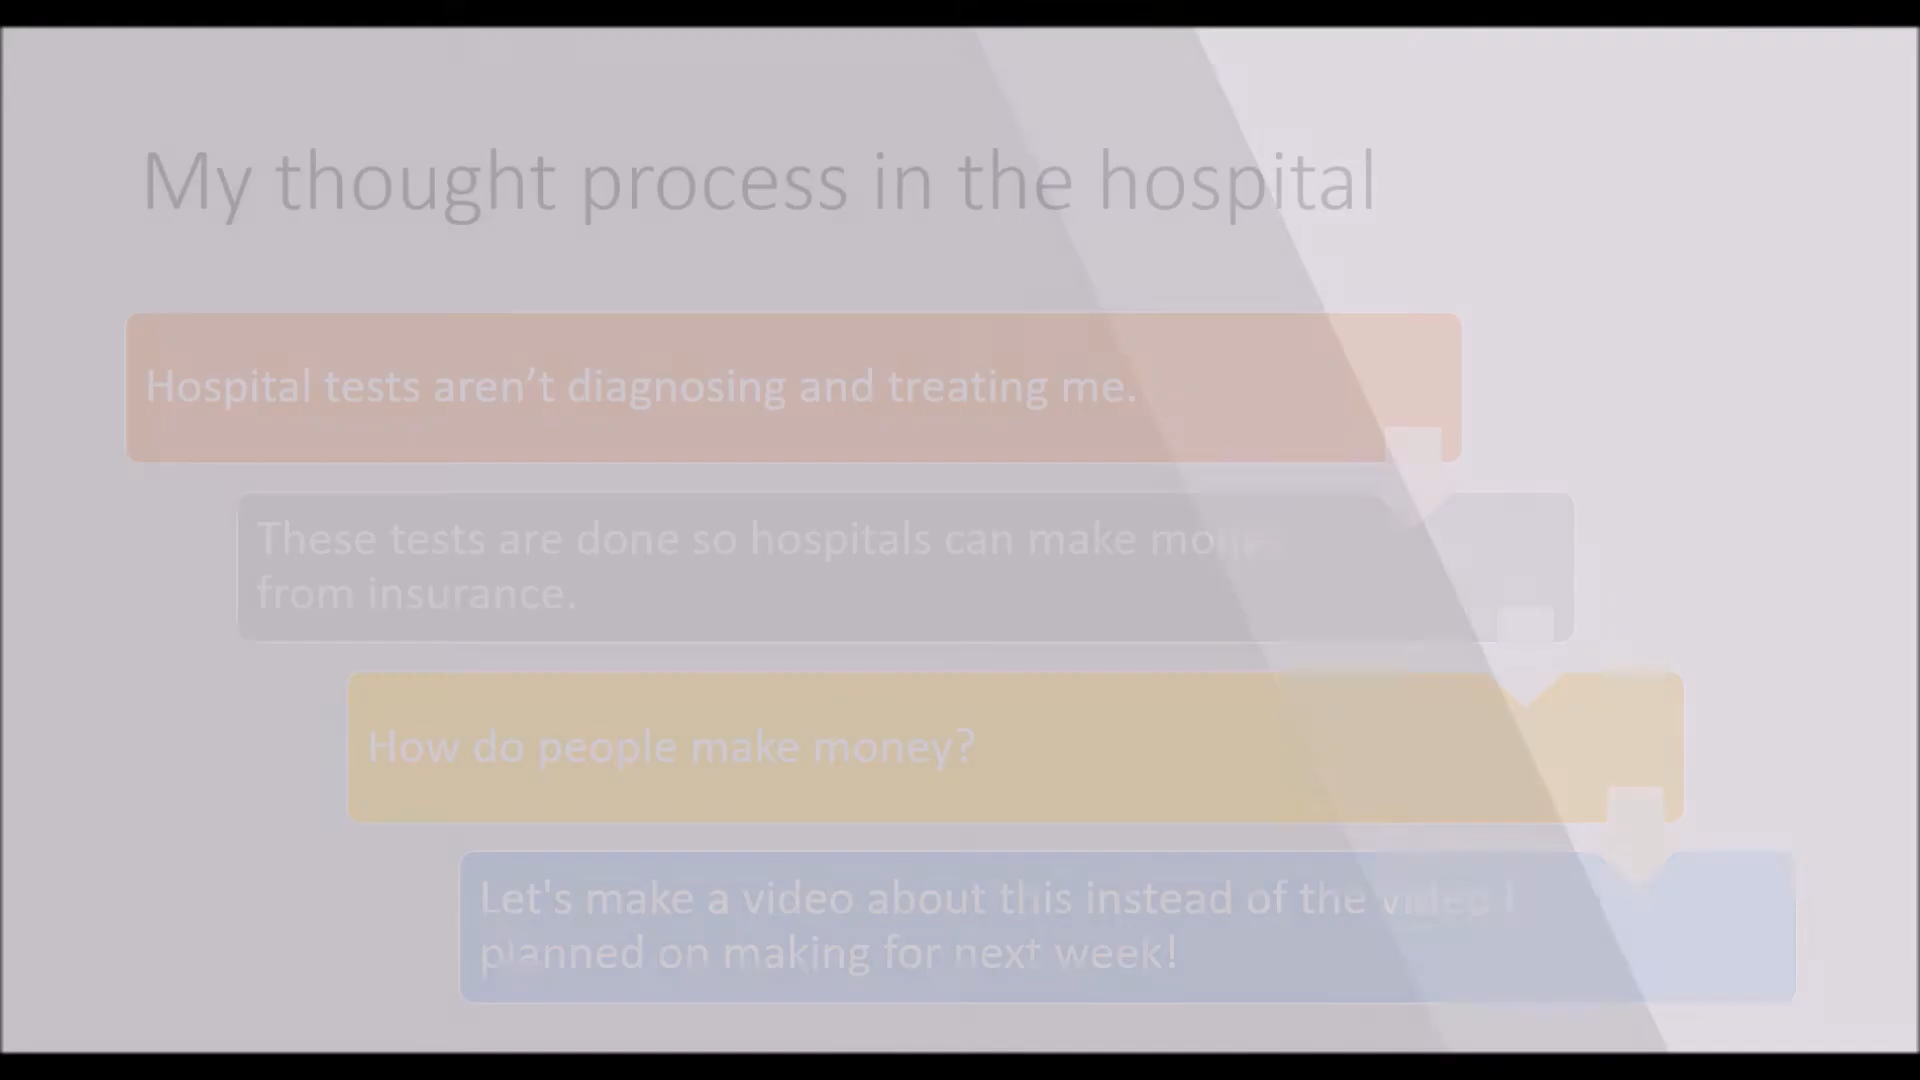 My thought process in the hospital
Hospital tests aren’t diagnosing and treating me.
These tests are done so hospitals can make money
from insurance.
How do people make money?
Let's make a video about this instead of the video I
planned on making for next week!